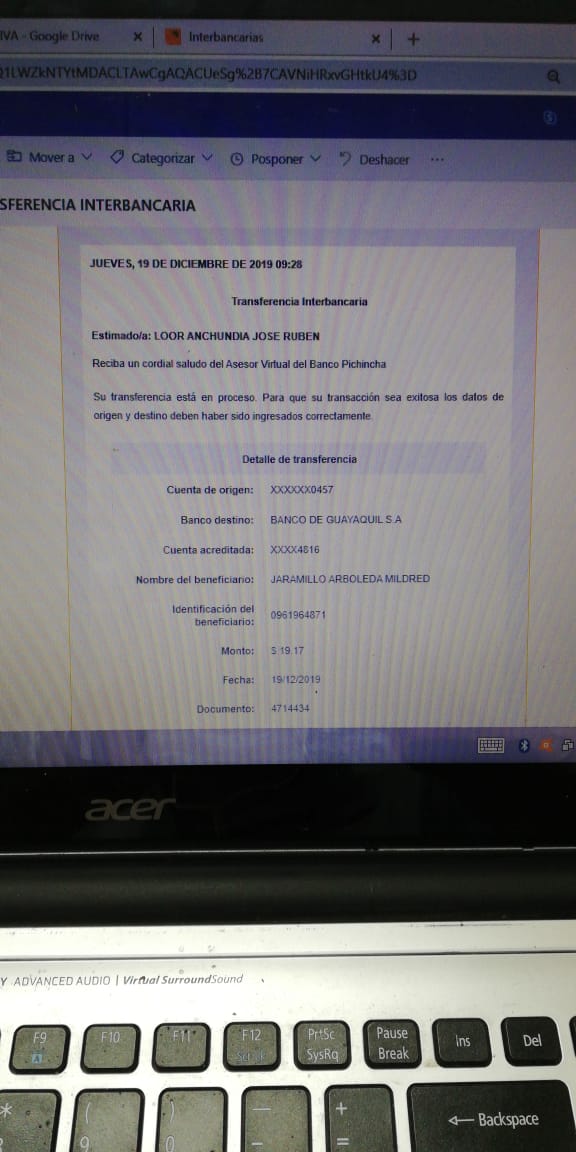 IVA - Google Drive
Interbancarias
Q1LWZkNTYtMDACLTAwCgAQACUeSg%2B7CAVNiHRxvGHtkU4%3D
Mover a
Categorizar
Posponer
Deshacer
...
SFERENCIA INTERBANCARIA
JUEVES, 19 DE DICIEMBRE DE 2019 09:28
Transferencia Interbancaria
Estimado/a: LOOR ANCHUNDIA JOSE RUBEN
Reciba un cordial saludo del Asesor Virtual del Banco Pichincha
Su transferencia está en proceso. Para que su transacción sea exitosa los datos de
origen y destino deben haber sido ingresados correctamente.
Detalle de transferencia
Cuenta de origen: XXXXXX0457
Banco destino: BANCO DE GUAYAQUIL S.A
Cuenta acreditada: XXXX4816
Nombre del beneficiario: JARAMILLO ARBOLEDA MILDRED
Identificación del
beneficiario: 0961964871
Monto: $ 19.17
Fecha: 19/12/2019
Documento: 4714434
acer
Y ADVANCED AUDIO | Virtual SurroundSound
F9 F10 F11 F12 PrtSc Pause Ins Del
A SysRq Break
* ( ) — + Backspace
9 0 - =